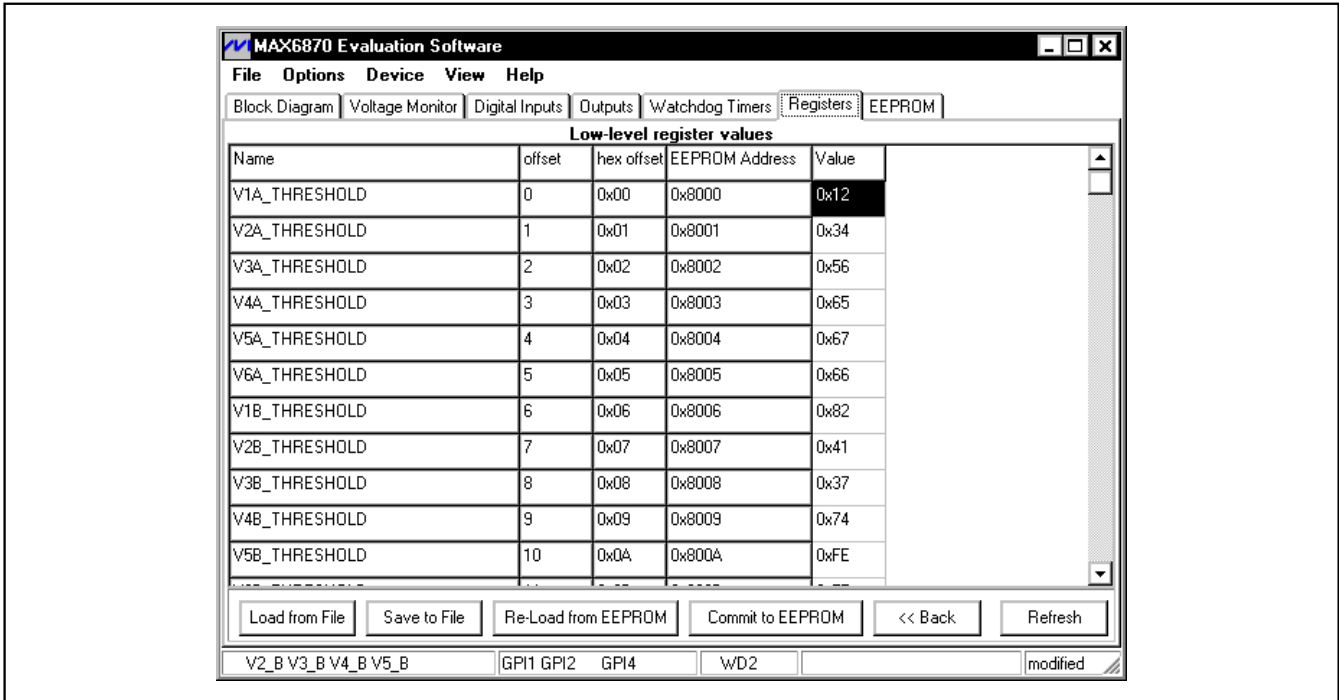 MAX6870 Evaluation Software
File Options Device View Help
Block Diagram Voltage Monitor Digital Inputs Outputs Watchdog Timers Registers EEPROM
Low-level register values
Name offset hex offset EEPROM Address Value
V1A_THRESHOLD 0 0x00 0x8000 0x12
V2A_THRESHOLD 1 0x01 0x8001 0x34
V3A_THRESHOLD 2 0x02 0x8002 0x56
V4A_THRESHOLD 3 0x03 0x8003 0x65
V5A_THRESHOLD 4 0x04 0x8004 0x67
V6A_THRESHOLD 5 0x05 0x8005 0x66
V1B_THRESHOLD 6 0x06 0x8006 0x82
V2B_THRESHOLD 7 0x07 0x8007 0x41
V3B_THRESHOLD 8 0x08 0x8008 0x37
V4B_THRESHOLD 9 0x09 0x8009 0x74
V5B_THRESHOLD 10 0x0A 0x800A 0xFE
Load from File Save to File Re-Load from EEPROM Commit to EEPROM << Back Refresh
V2_B V3_B V4_B V5_B GPI1 GPI2 GPI4 WD2 modified